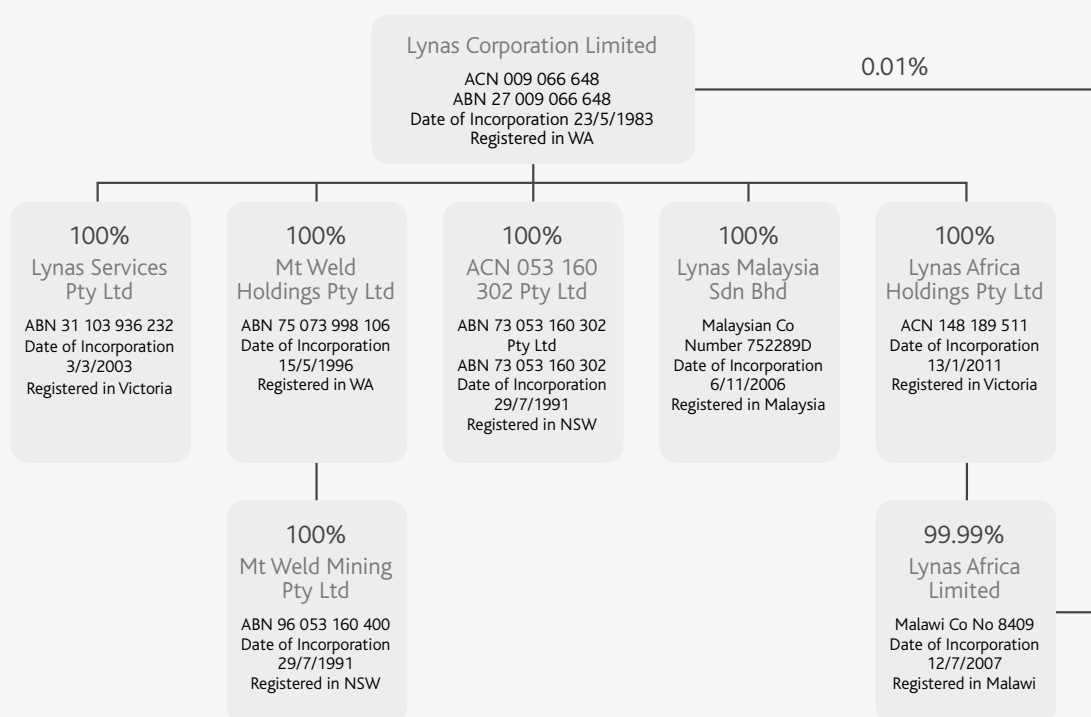 Lynas Corporation Limited
ACN 009 066 648
ABN 27 009 066 648
Date of Incorporation 23/5/1983
Registered in WA
0.01%
100%
Lynas Services
Pty Ltd
ABN 31 103 936 232
Date of Incorporation
3/3/2003
Registered in Victoria
100%
Mt Weld
Holdings Pty Ltd
ABN 75 073 998 106
Date of Incorporation
15/5/1996
Registered in WA
100%
ACN 053 160
302 Pty Ltd
ABN 73 053 160 302
Pty Ltd
ABN 73 053 160 302
Date of Incorporation
29/7/1991
Registered in NSW
100%
Lynas Malaysia
Sdn Bhd
Malaysian Co
Number 752289D
Date of Incorporation
6/11/2006
Registered in Malaysia
100%
Lynas Africa
Holdings Pty Ltd
ACN 148 189 511
Date of Incorporation
13/1/2011
Registered in Victoria
100%
Mt Weld Mining
Pty Ltd
ABN 96 053 160 400
Date of Incorporation
29/7/1991
Registered in NSW
99.99%
Lynas Africa
Limited
Malawi Co No 8409
Date of Incorporation
12/7/2007
Registered in Malawi